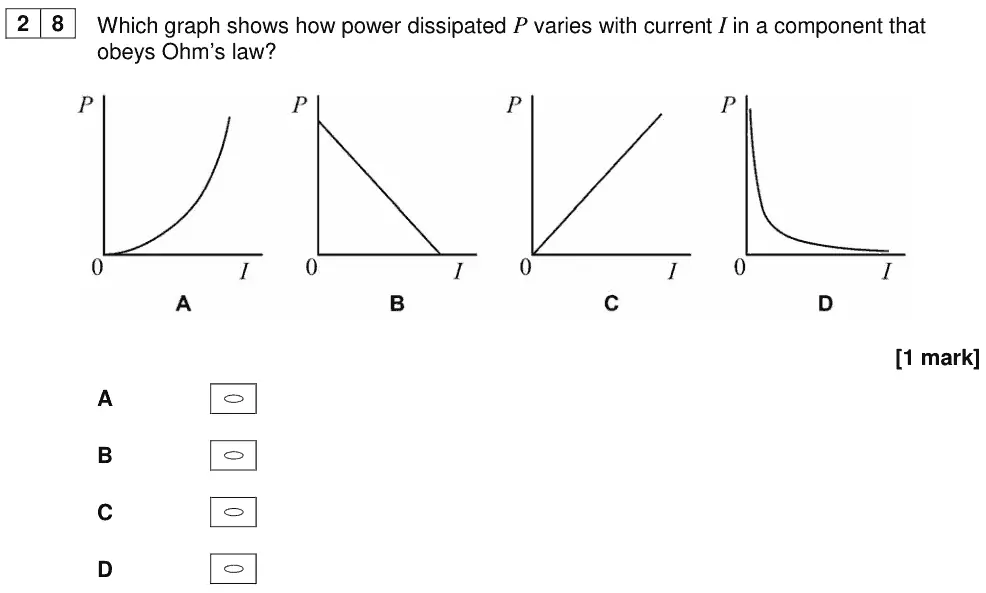 2 8 Which graph shows how power dissipated P varies with current I in a component that
obeys Ohm's law?
P P P P
0 I 0 I 0 I 0 I
A B C D
[1 mark]
A
B
C
D